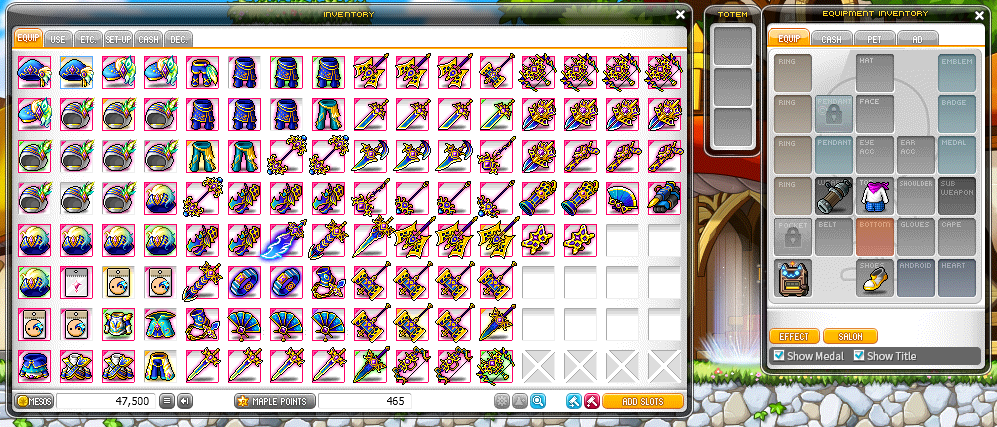 INVENTORY
EQUIP
USE
ETC.
SET-UP
CASH
DEC.
MESOS
47,500
MAPLE POINTS
465
ADD SLOTS
TOTEM
EQUIPMENT INVENTORY
EQUIP
CASH
PET
AD
RING
HAT
EMBLEM
RING
PENDANT
FACE
BADGE
RING
PENDANT
EYE ACC
EAR ACC
MEDAL
RING
SHOULDER
SUB WEAPON
POCKET
BELT
BOTTOM
GLOVES
CAPE
SHOES
ANDROID
HEART
EFFECT
SALON
Show Medal
Show Title